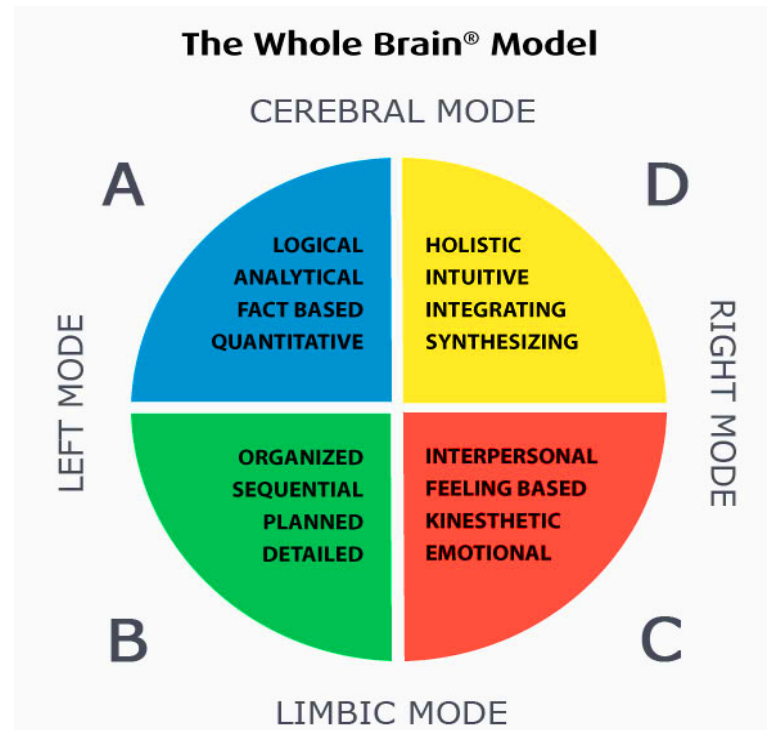 The Whole Brain® Model
CEREBRAL MODE
A
D
LOGICAL
ANALYTICAL
FACT BASED
QUANTITATIVE
HOLISTIC
INTUITIVE
INTEGRATING
SYNTHESIZING
LEFT MODE
RIGHT MODE
ORGANIZED
SEQUENTIAL
PLANNED
DETAILED
INTERPERSONAL
FEELING BASED
KINESTHETIC
EMOTIONAL
B
C
LIMBIC MODE